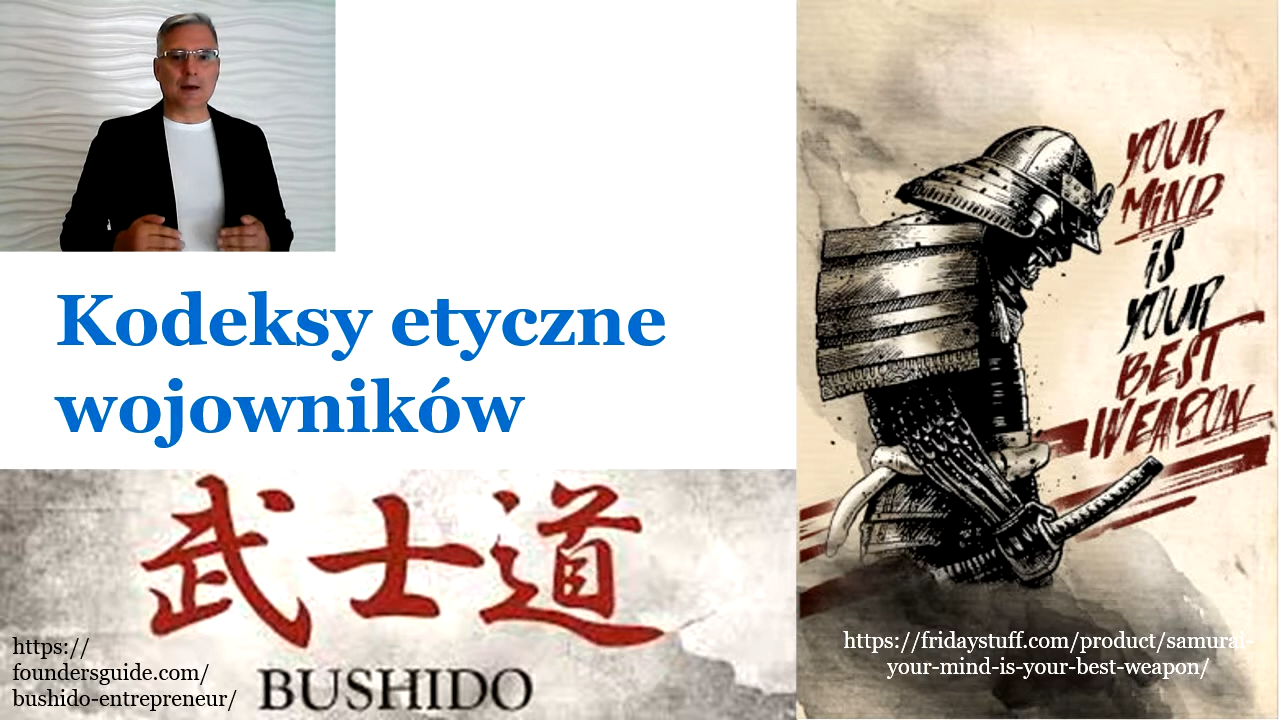 Kodeksy etyczne
wojowników
武士道
BUSHIDO
https://
foundersguide.com/
bushido-entrepreneur/
YOUR
MIND
iS
YOUR
BEST
WEAPON
https://fridaystuff.com/product/samurai-
your-mind-is-your-best-weapon/